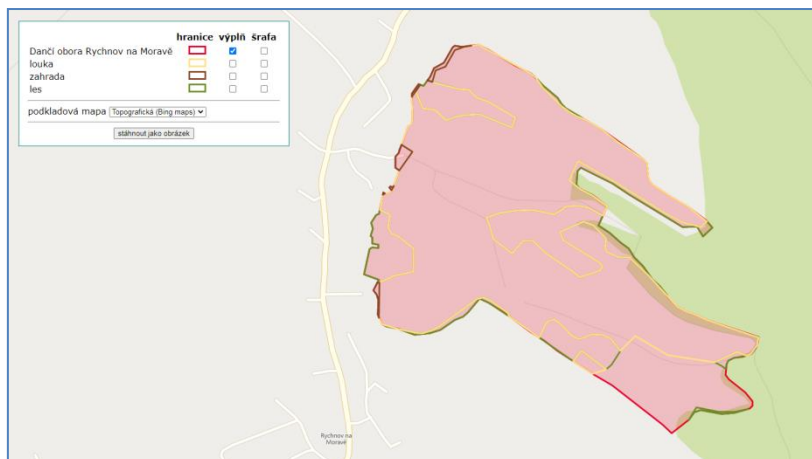 hranice výplň šrafa
Dančí obora Rychnov na Moravě
louka
zahrada
les
podkladová mapa Topografická (Bing maps)
stáhnout jako obrázek
Rychnov na
Moravě